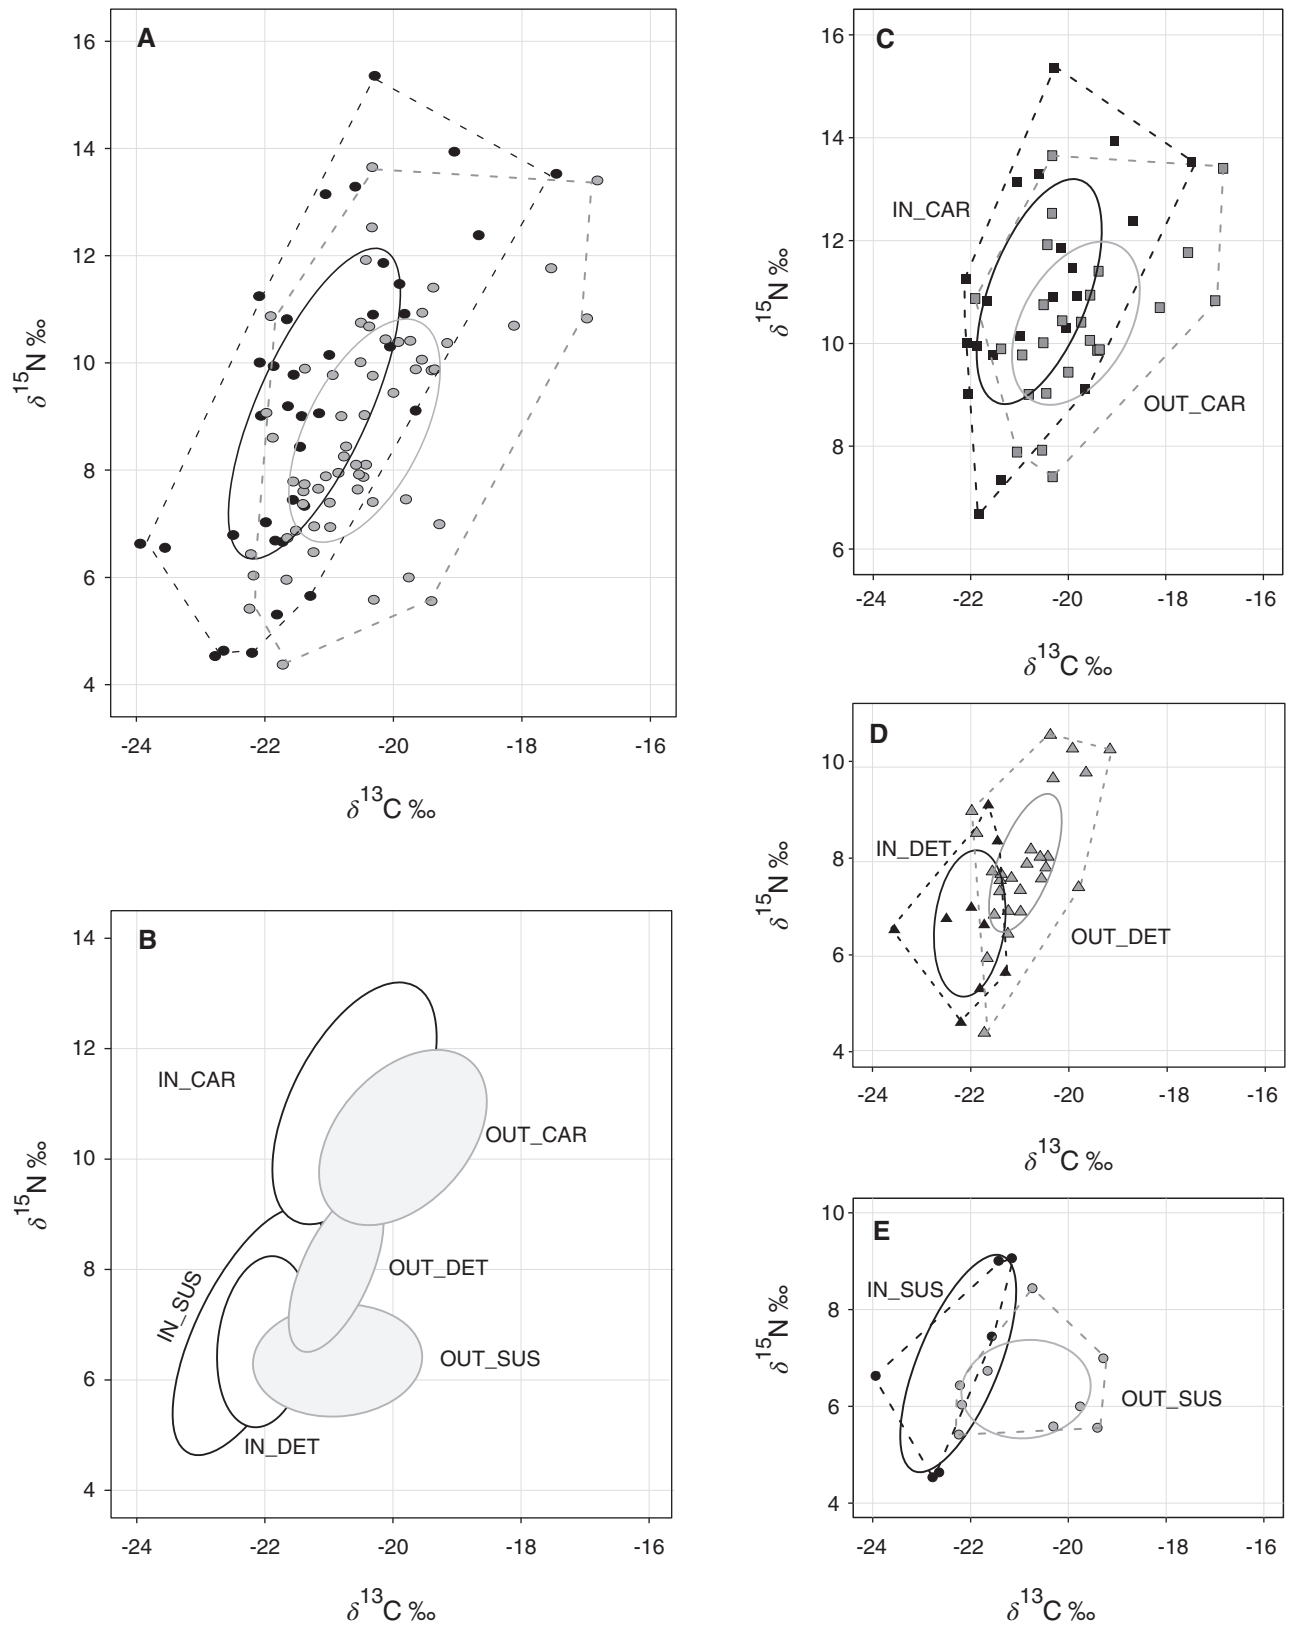 A
16
14
12
10
8
6
4
δ15N ‰
-24 -22 -20 -18 -16
δ13C ‰
B
14
12
10
8
6
4
δ15N ‰
IN_CAR
OUT_CAR
OUT_DET
IN_SUS
OUT_SUS
IN_DET
-24 -22 -20 -18 -16
δ13C ‰
C
16
14
12
10
8
6
δ15N ‰
IN_CAR
OUT_CAR
-24 -22 -20 -18 -16
δ13C ‰
D
10
8
6
4
δ15N ‰
IN_DET
OUT_DET
-24 -22 -20 -18 -16
δ13C ‰
E
10
8
6
4
δ15N ‰
IN_SUS
OUT_SUS
-24 -22 -20 -18 -16
δ13C ‰